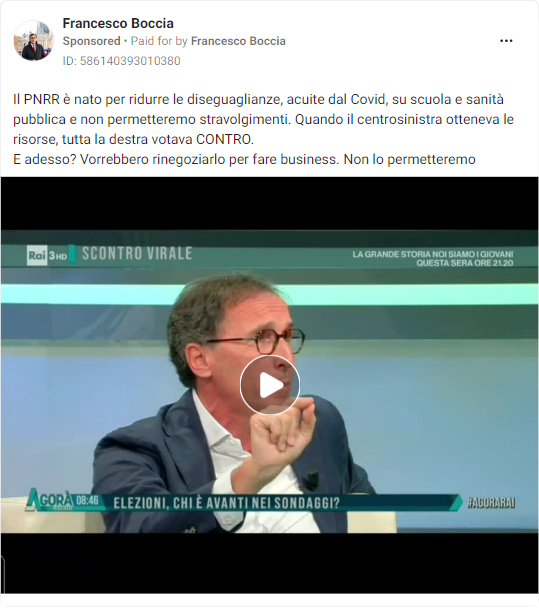 Francesco Boccia
Sponsored • Paid for by Francesco Boccia
ID: 586140393010380
Il PNRR è nato per ridurre le diseguaglianze, acuite dal Covid, su scuola e sanità
pubblica e non permetteremo stravolgimenti. Quando il centrosinistra otteneva le
risorse, tutta la destra votava CONTRO.
E adesso? Vorrebbero rinegoziarlo per fare business. Non lo permetteremo
Rai 3HD SCONTRO VIRALE
LA GRANDE STORIA NOI SIAMO I GIOVANI
QUESTA SERA ORE 21.20
AGORÀ 08:46 ELEZIONI, CHI È AVANTI NEI SONDAGGI? #AGORARAI